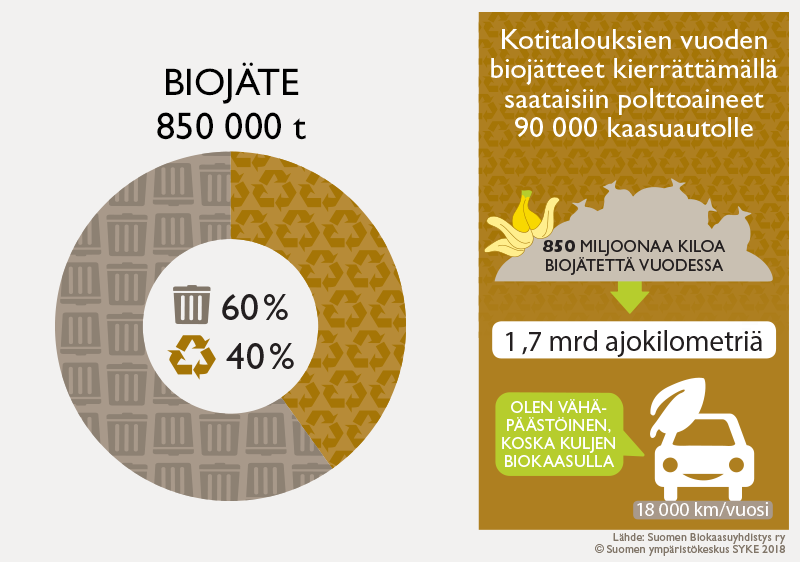 BIOJÄTE
850 000 t
60 %
40 %
Kotitalouksien vuoden
biojätteet kierrättämällä
saataisiin polttoaineet
90 000 kaasuautolle
850 MILJOONAA KILOA
BIOJÄTETTÄ VUODESSA
1 ,7 mrd ajokilometriä
OLEN VÄHÄ-
PÄÄSTÖINEN,
KOSKA KULJEN
BIOKAASULLA
18 000 km/vuosi
Lähde: Suomen Biokaasuyhdistys ry
© Suomen ympäristökeskus SYKE 2018